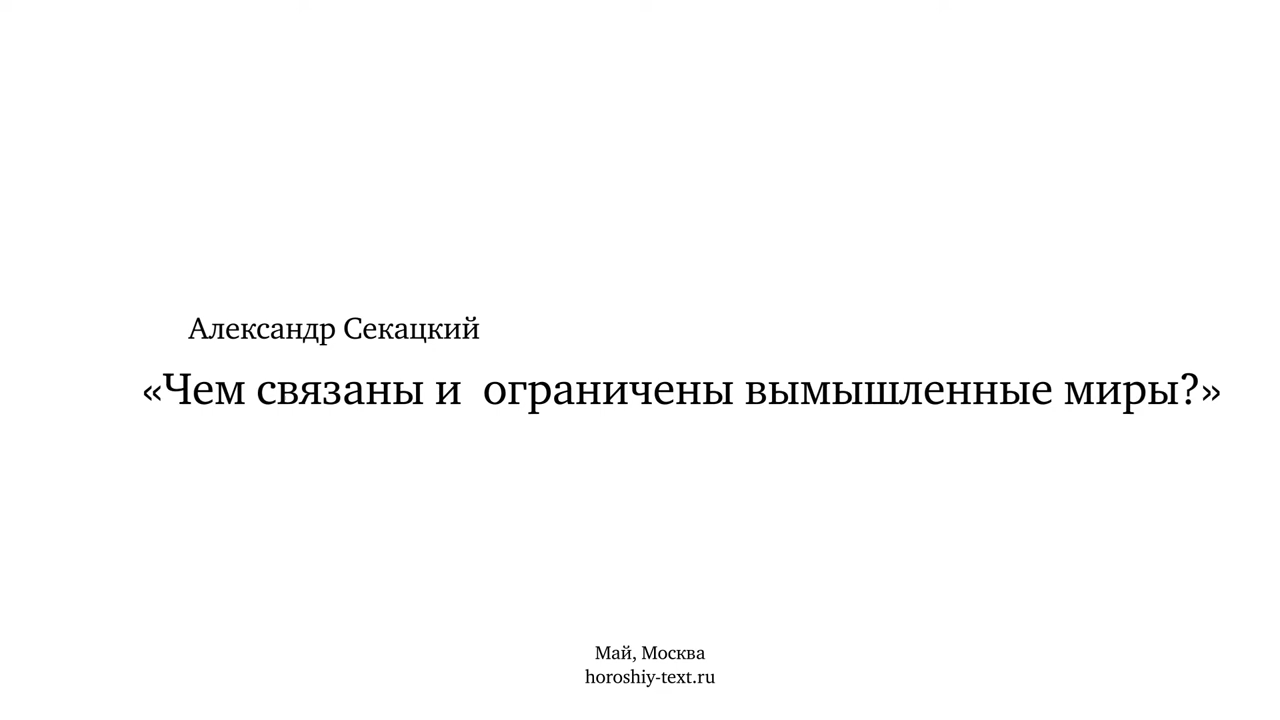 Александр Секацкий
«Чем связаны и  ограничены вымышленные миры?»
Май, Москва
horoshiy-text.ru